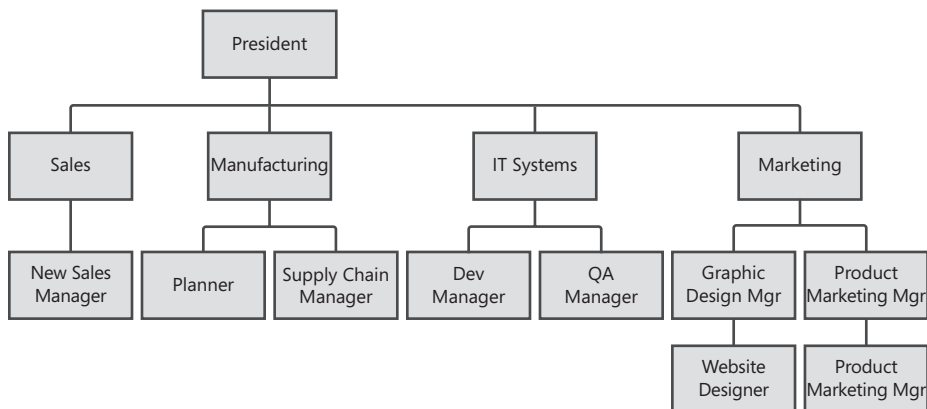 President
Sales
Manufacturing
IT Systems
Marketing
New Sales
Manager
Planner
Supply Chain
Manager
Dev
Manager
QA
Manager
Graphic
Design Mgr
Product
Marketing Mgr
Website
Designer
Product
Marketing Mgr